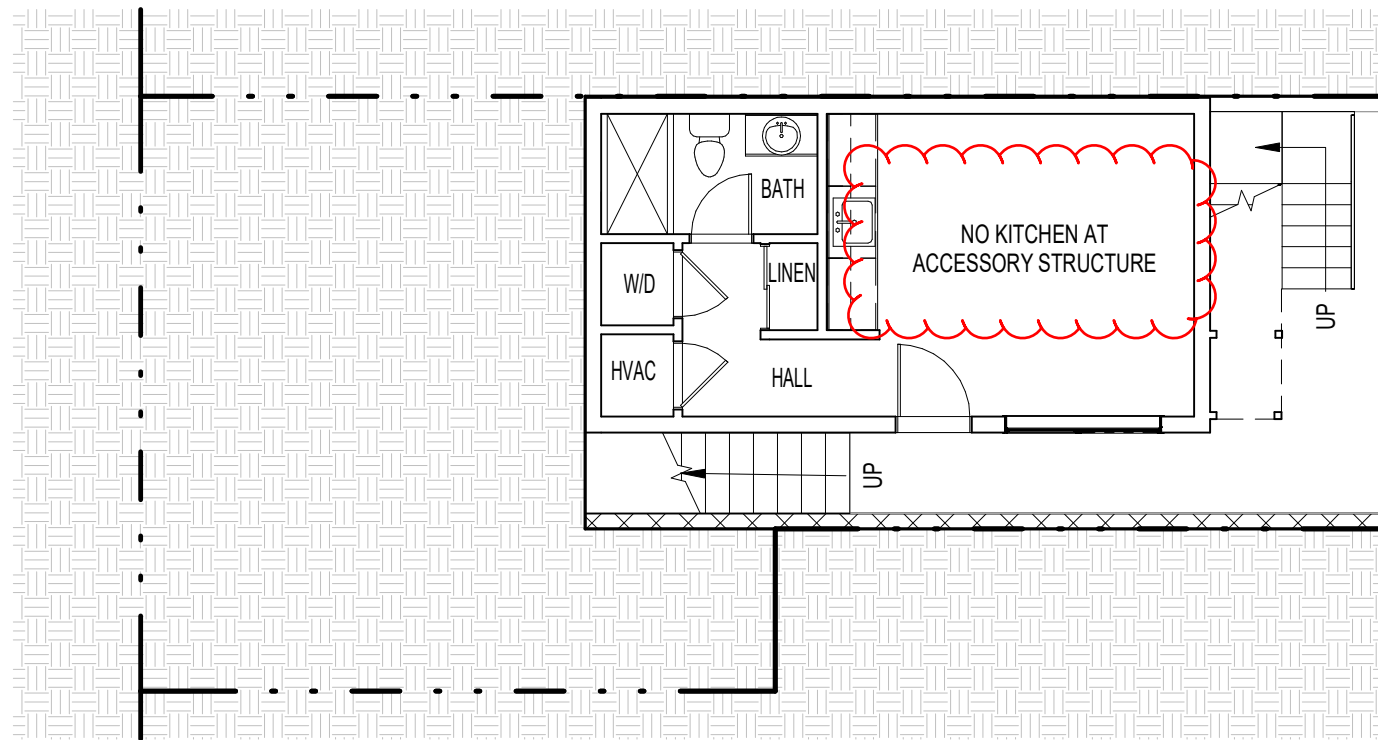 BATH
NO KITCHEN AT
ACCESSORY STRUCTURE
W/D
LINEN
UP
HVAC
HALL
UP